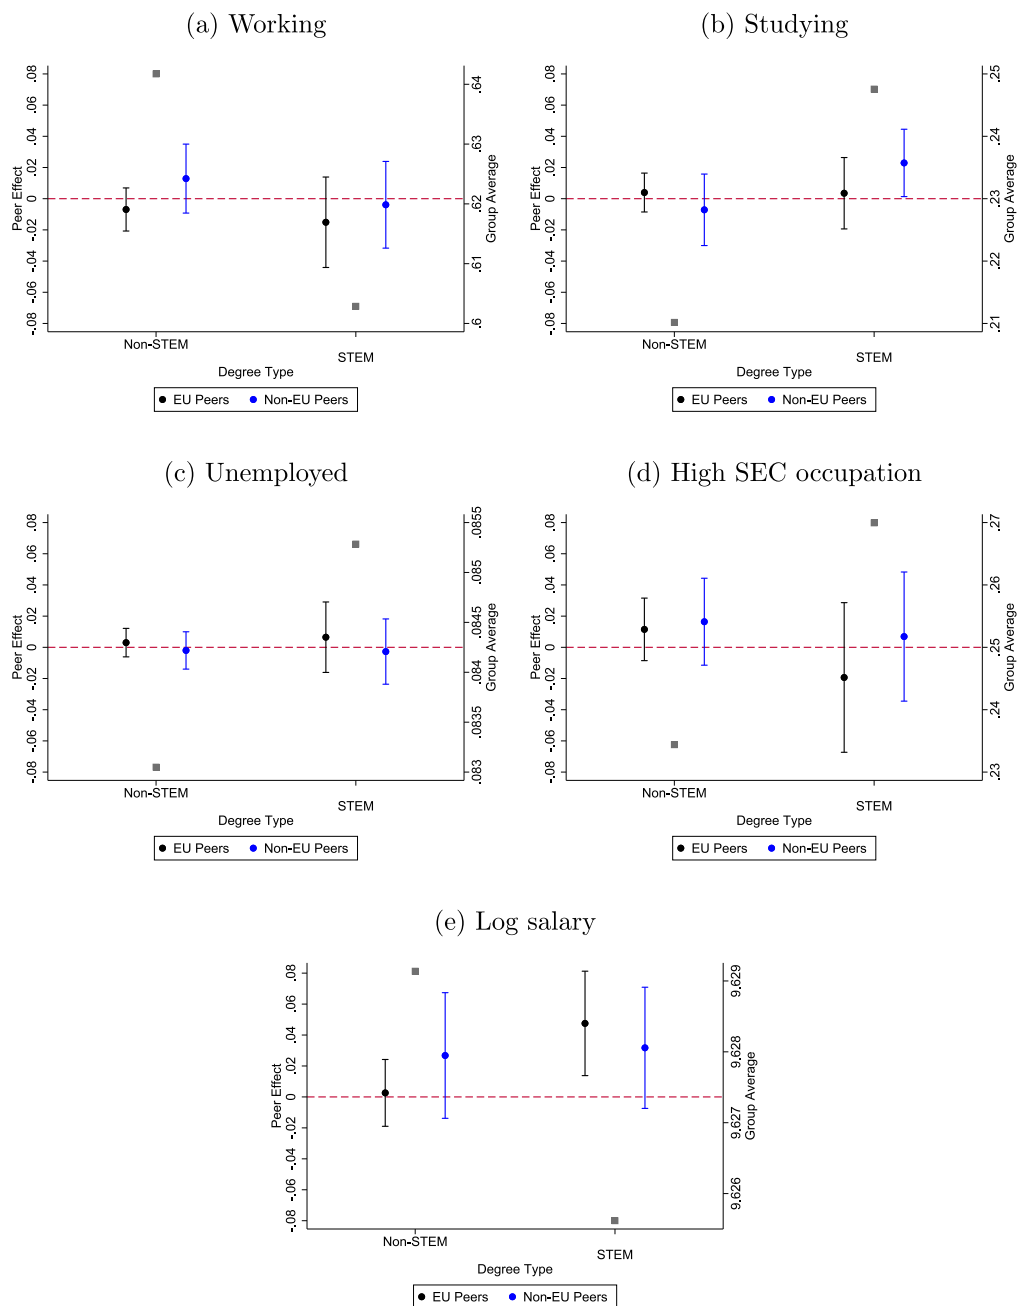 (a) Working
Peer Effect
.08
.06
.04
.02
0
-.02
-.04
-.06
-.08
.64
.63
.62
.61
.6
Group Average
Non-STEM
STEM
Degree Type
EU Peers Non-EU Peers
(b) Studying
Peer Effect
.08
.06
.04
.02
0
-.02
-.04
-.06
-.08
.25
.24
.23
.22
.21
Group Average
Non-STEM
STEM
Degree Type
EU Peers Non-EU Peers
(c) Unemployed
Peer Effect
.08
.06
.04
.02
0
-.02
-.04
-.06
-.08
.0855
.085
.0845
.084
.0835
.083
Group Average
Non-STEM
STEM
Degree Type
EU Peers Non-EU Peers
(d) High SEC occupation
Peer Effect
.08
.06
.04
.02
0
-.02
-.04
-.06
-.08
.27
.26
.25
.24
.23
Group Average
Non-STEM
STEM
Degree Type
EU Peers Non-EU Peers
(e) Log salary
Peer Effect
.08
.06
.04
.02
0
-.02
-.04
-.06
-.08
9.629
9.628
9.627
9.626
Group Average
Non-STEM
STEM
Degree Type
EU Peers Non-EU Peers